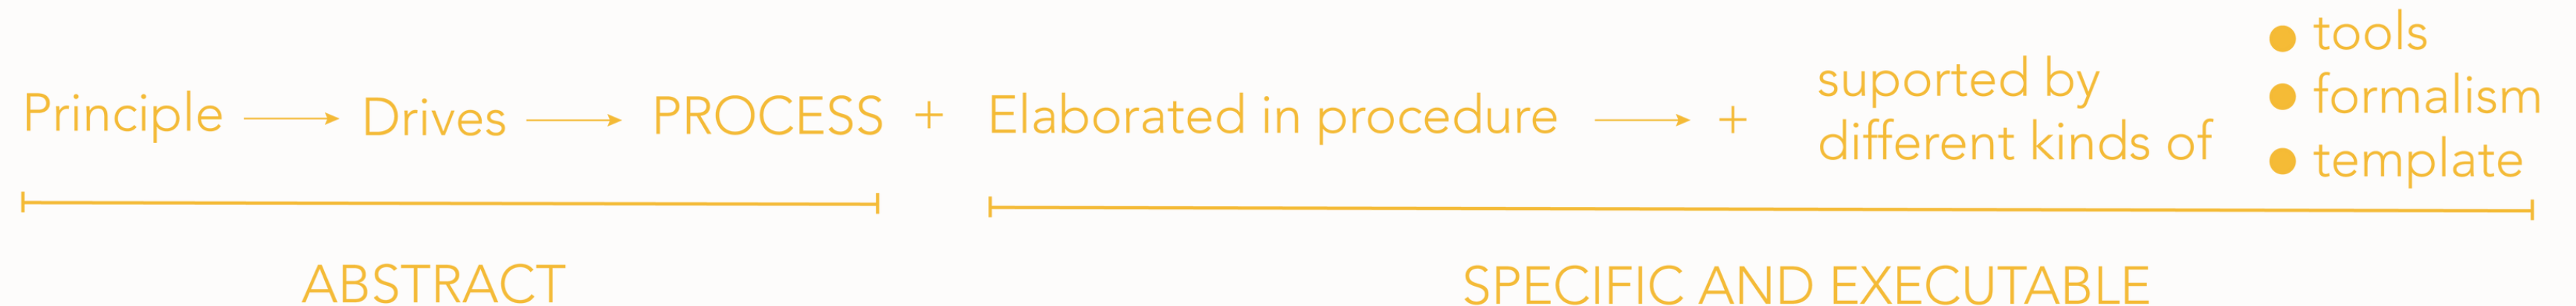 Principle → Drives → PROCESS + Elaborated in procedure → +
suported by
different kinds of
● tools
● formalism
● template
ABSTRACT
SPECIFIC AND EXECUTABLE